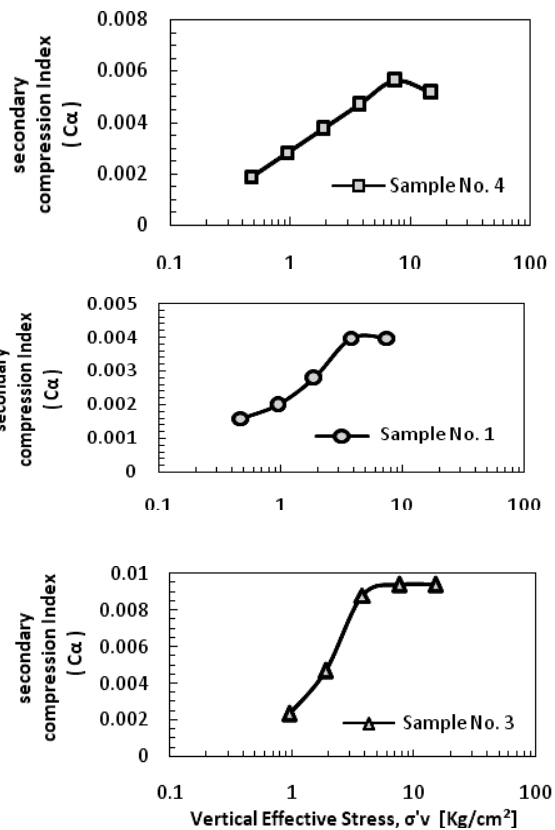 secondary
compression Index
( Cα )
0.008
0.006
0.004
0.002
0
Sample No. 4
0.1 1 10 100
secondary
compression Index
( Cα )
0.005
0.004
0.003
0.002
0.001
0
Sample No. 1
0.1 1 10 100
secondary
compression Index
( Cα )
0.01
0.008
0.006
0.004
0.002
0
Sample No. 3
0.1 1 10 100
Vertical Effective Stress, σ'v [Kg/cm²]